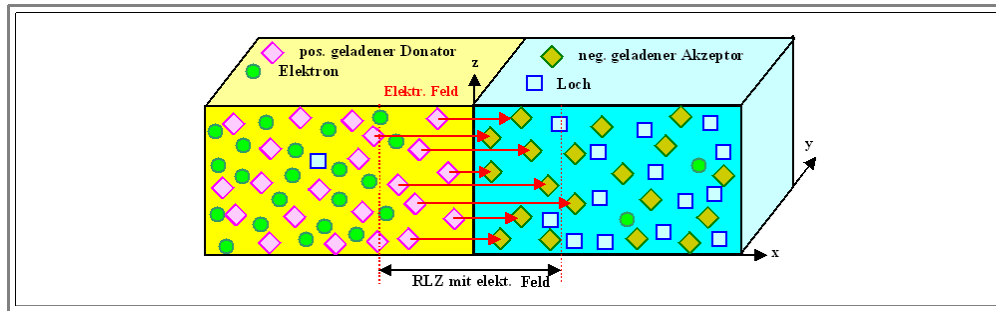 pos. geladener Donator
Elektron
Elektr. Feld
z
neg. geladener Akzeptor
Loch
y
x
RLZ mit elekt. Feld